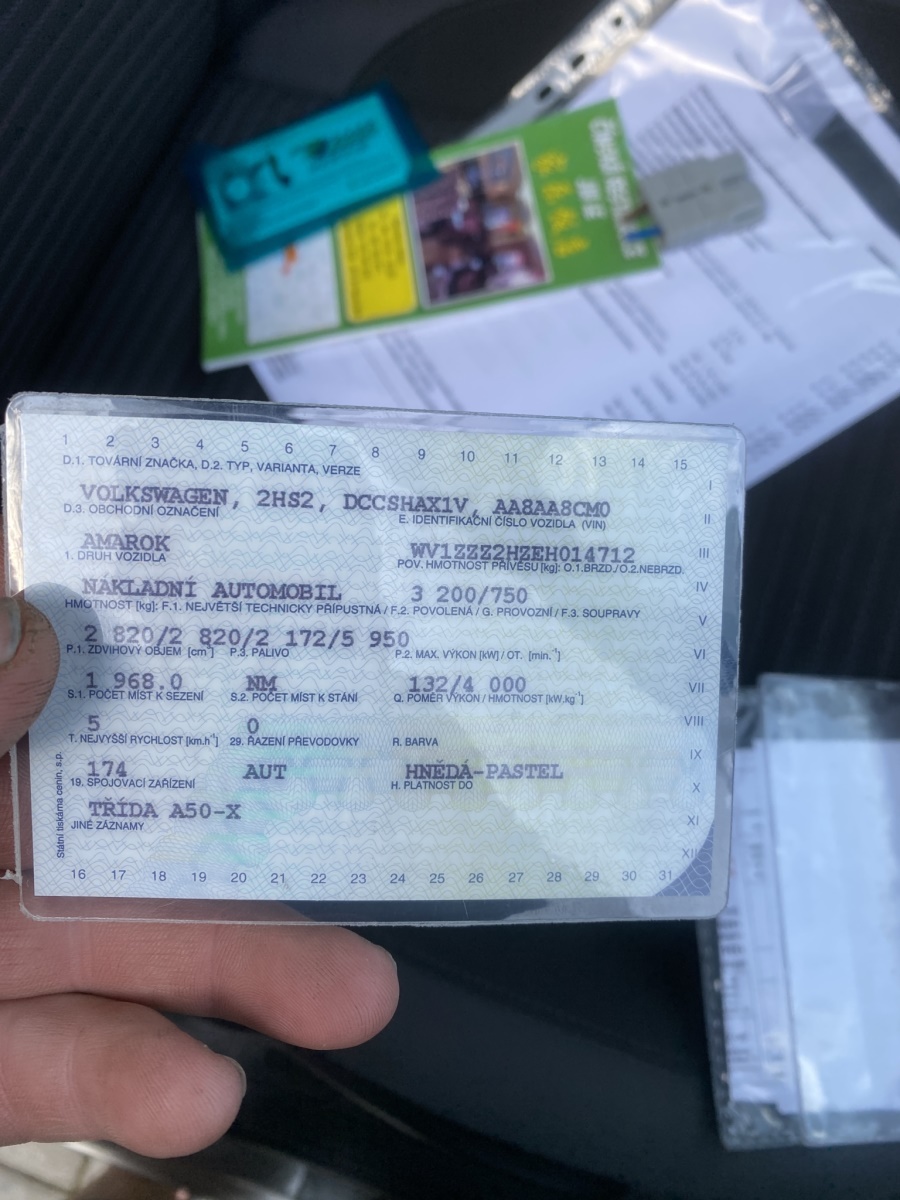 1 2 3 4 5 6 7 8 9 10 11 12 13 14 15
D.1. TOVÁRNÍ ZNAČKA, D.2. TYP, VARIANTA, VERZE
I
VOLKSWAGEN, 2HS2, DCCSHAX1V, AA8AA8CM0
D.3. OBCHODNÍ OZNAČENÍ E. IDENTIFIKAČNÍ ČÍSLO VOZIDLA (VIN)
II
AMAROK WV1ZZZ2HZEH014712
III
1. DRUH VOZIDLA POV. HMOTNOST PŘÍVĚSU [kg]: O.1.BRZD./O.2.NEBRZD.
NÁKLADNÍ AUTOMOBIL 3 200/750
IV
HMOTNOST [kg]: F.1. NEJVĚTŠÍ TECHNICKY PŘÍPUSTNÁ / F.2. POVOLENÁ / G. PROVOZNÍ / F.3. SOUPRAVY
V
2 820/2 820/2 172/5 950
P.1. ZDVIHOVÝ OBJEM [cm³] P.3. PALIVO P.2. MAX. VÝKON [kW] / OT. [min.⁻¹]
VI
1 968.0 NM 132/4 000
VII
S.1. POČET MÍST K SEZENÍ S.2. POČET MÍST K STÁNÍ Q. POMĚR VÝKON / HMOTNOST [kW.kg⁻¹]
5 0
VIII
T. NEJVYŠŠÍ RYCHLOST [km.h⁻¹] 29. ŘAZENÍ PŘEVODOVKY R. BARVA
IX
174 AUT HNĚDÁ-PASTEL
19. SPOJOVACÍ ZAŘÍZENÍ H. PLATNOST DO
X
TŘÍDA A50-X
XI
JINÉ ZÁZNAMY
XII
16 17 18 19 20 21 22 23 24 25 26 27 28 29 30 31
Státní tiskárna cenin, s.p.